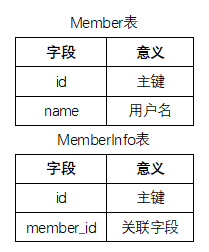 Member表
字段 意义
id 主键
name 用户名
MemberInfo表
字段 意义
id 主键
member_id 关联字段